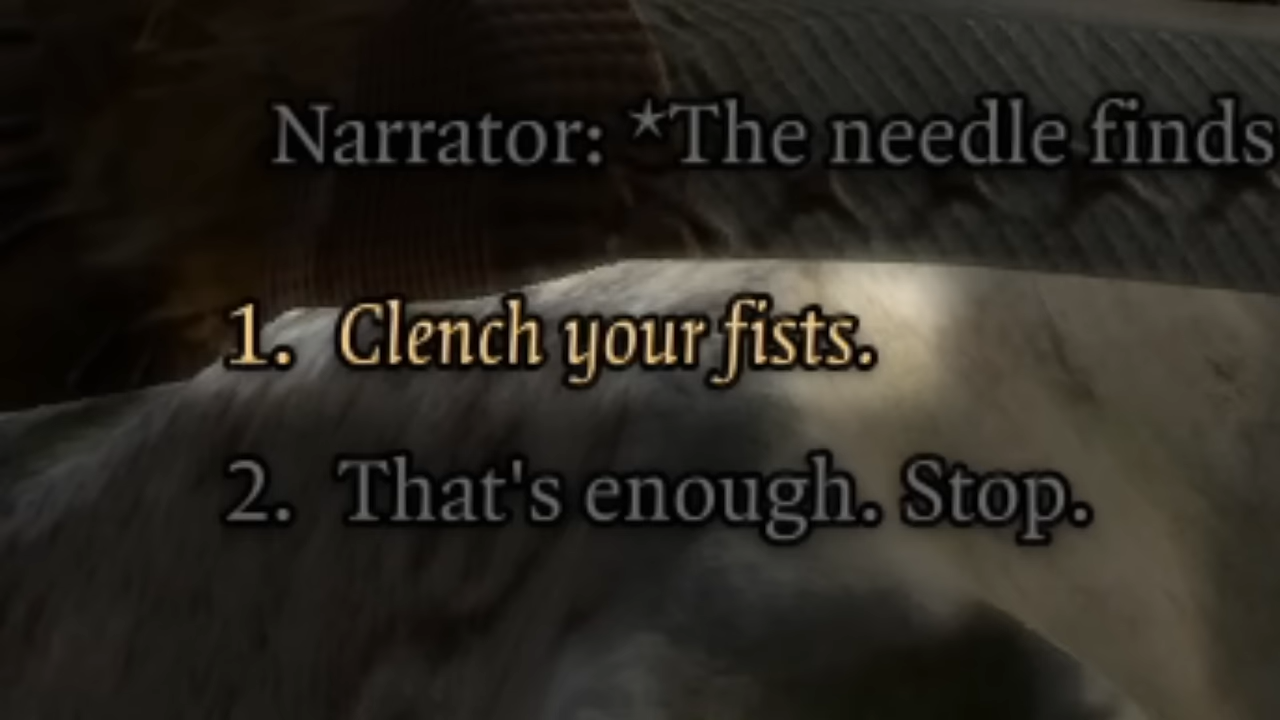 Narrator: *The needle finds
1. Clench your fists.
2. That's enough. Stop.